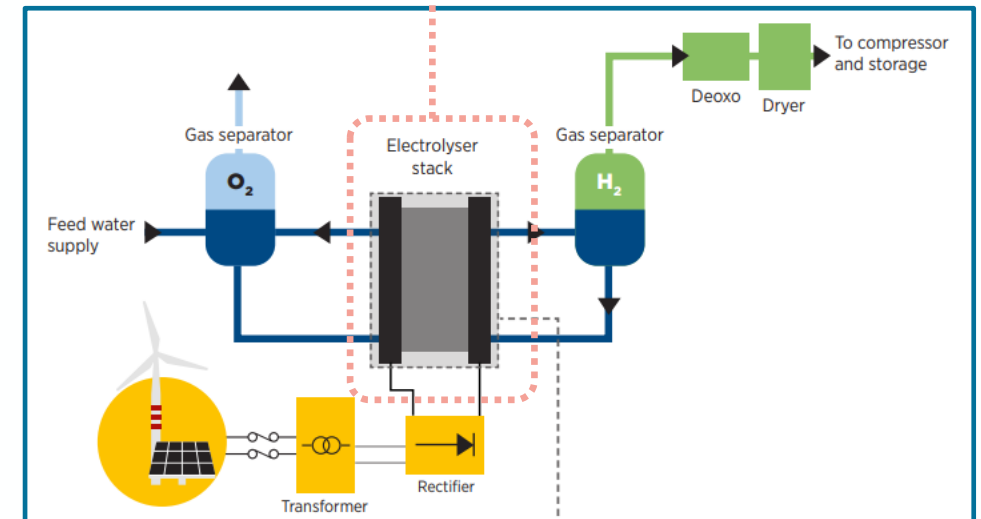 To compressor
and storage
Deoxo
Dryer
Gas separator
Electrolyser
stack
Gas separator
O₂
H₂
Feed water
supply
Transformer
Rectifier